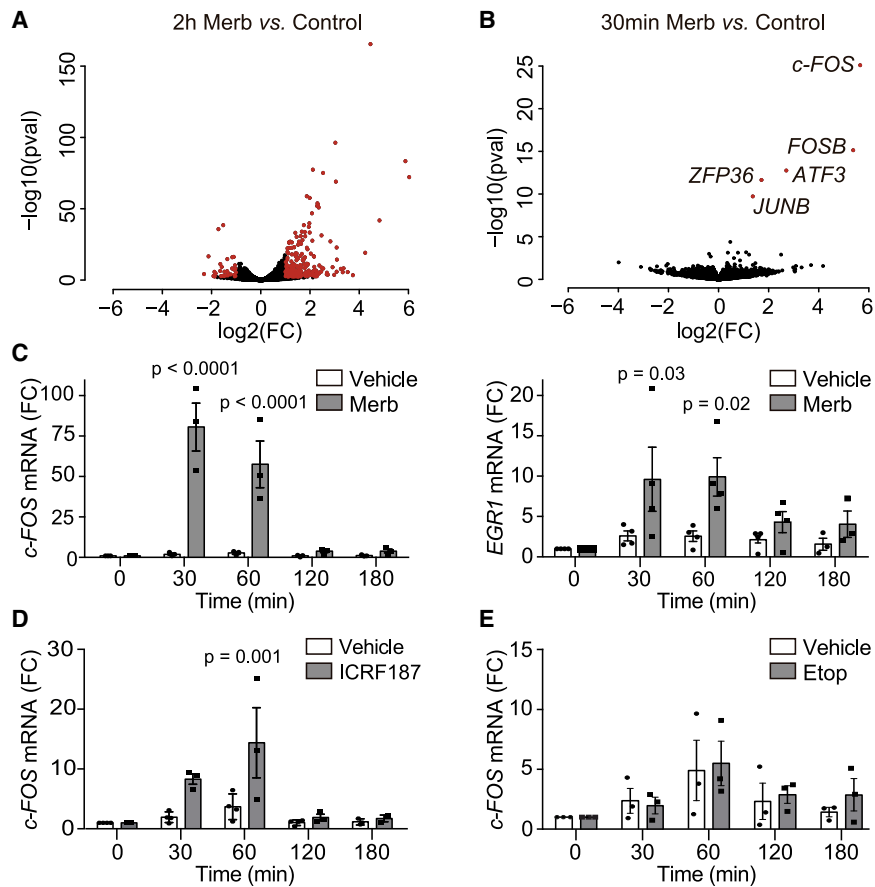 A
2h Merb vs. Control
−log10(pval)
150
100
50
0
−6 −4 −2 0 2 4 6
log2(FC)
B
30min Merb vs. Control
−log10(pval)
25
20
15
10
5
0
c-FOS
FOSB
ZFP36
ATF3
JUNB
−6 −4 −2 0 2 4 6
log2(FC)
C
c-FOS mRNA (FC)
100
75
50
25
0
p < 0.0001
p < 0.0001
Vehicle
Merb
0 30 60 120 180
Time (min)
EGR1 mRNA (FC)
20
15
10
5
0
p = 0.03
p = 0.02
Vehicle
Merb
0 30 60 120 180
Time (min)
D
c-FOS mRNA (FC)
30
20
10
0
p = 0.001
Vehicle
ICRF187
0 30 60 120 180
Time (min)
E
c-FOS mRNA (FC)
15
10
5
0
Vehicle
Etop
0 30 60 120 180
Time (min)